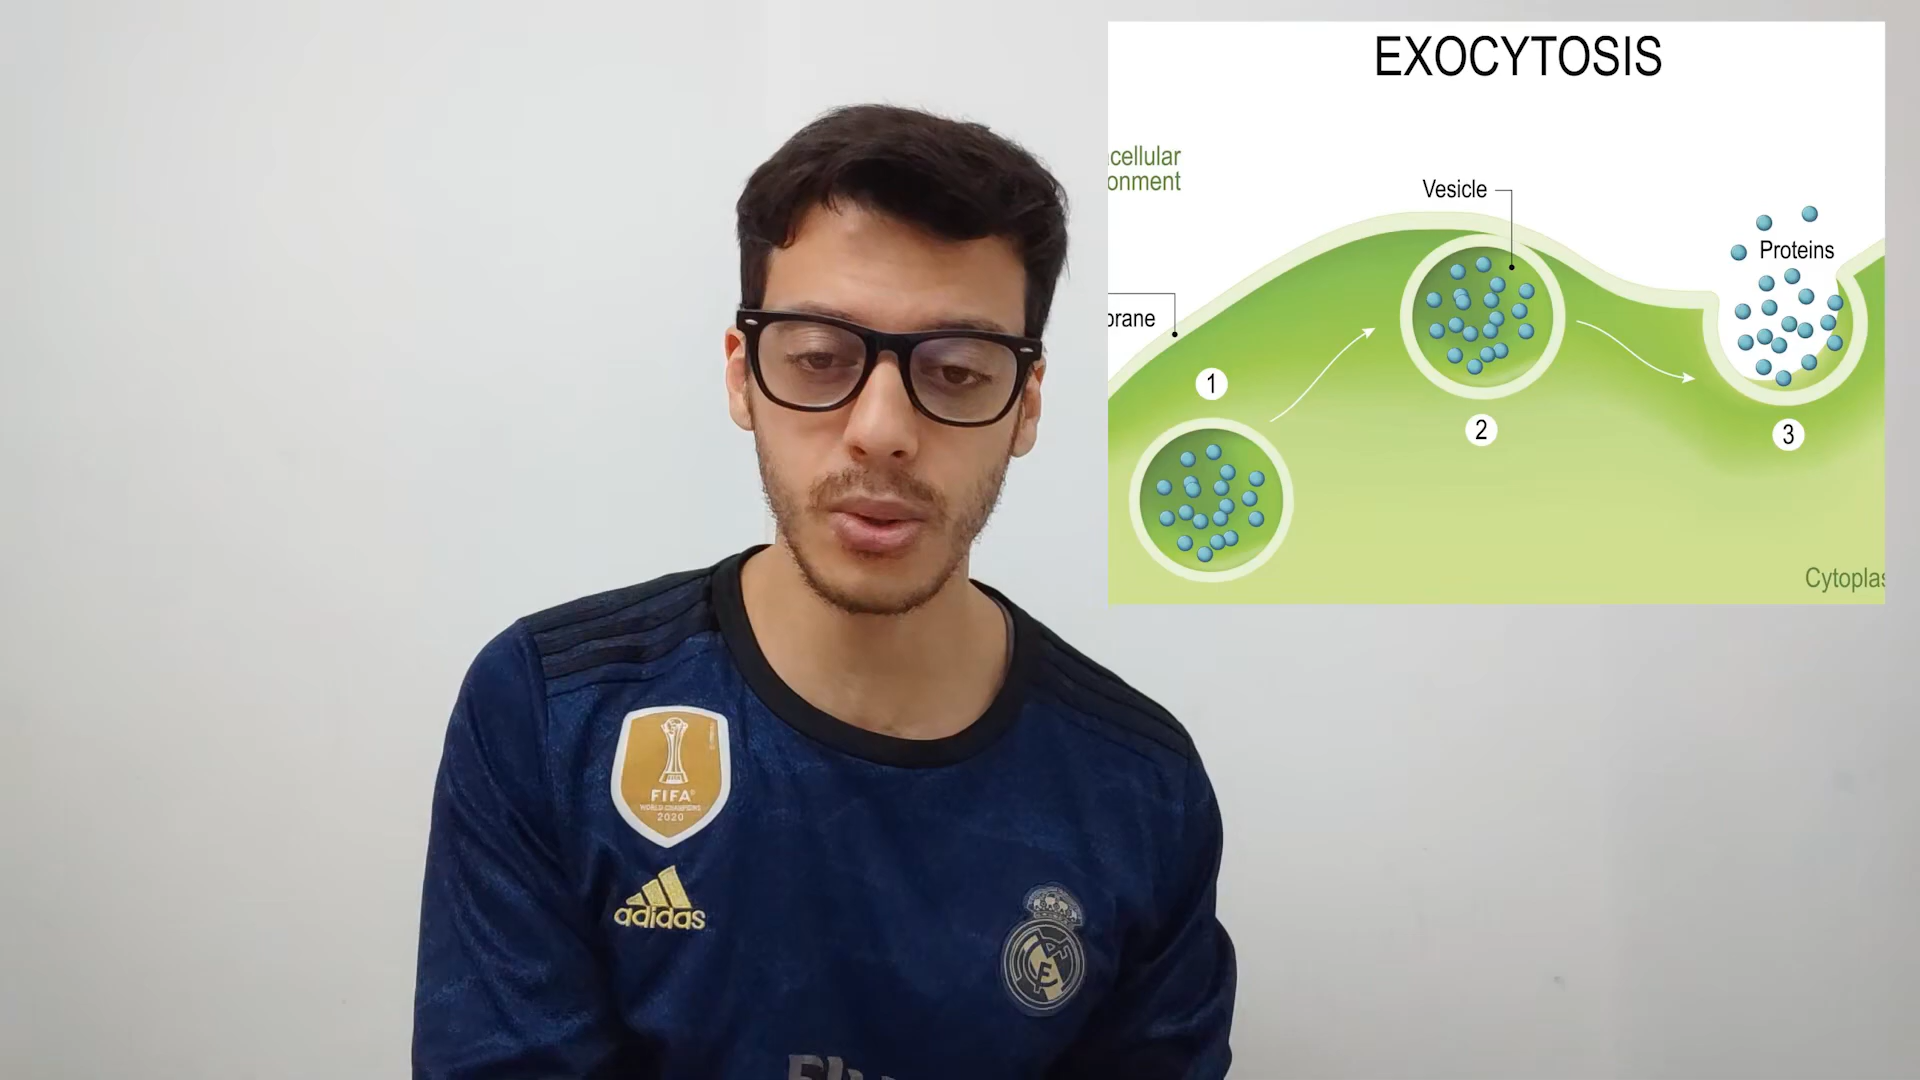 EXOCYTOSIS
cellular
onment
Vesicle
Proteins
brane
1
2
3
Cytoplas
FIFA
WORLD CHAMPIONS
2020
adidas